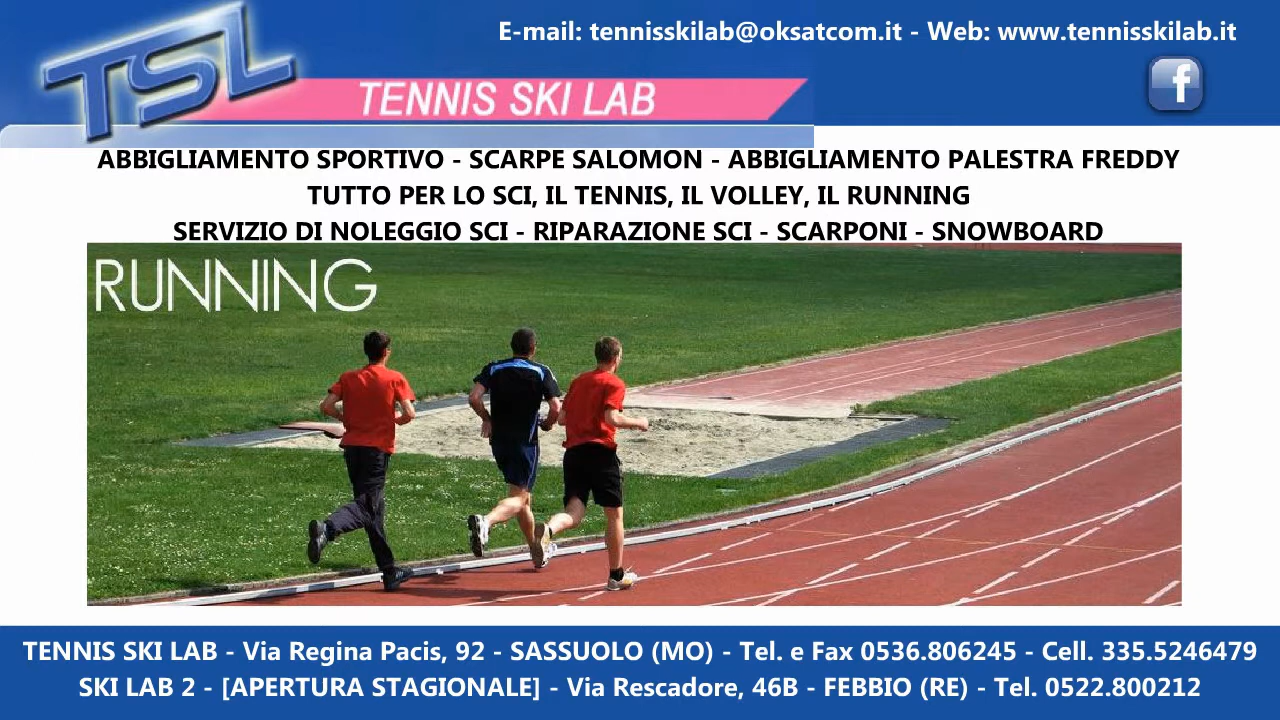 E-mail: tennisskilab@oksatcom.it - Web: www.tennisskilab.it
TSL
f
TENNIS SKI LAB
ABBIGLIAMENTO SPORTIVO - SCARPE SALOMON - ABBIGLIAMENTO PALESTRA FREDDY
TUTTO PER LO SCI, IL TENNIS, IL VOLLEY, IL RUNNING
SERVIZIO DI NOLEGGIO SCI - RIPARAZIONE SCI - SCARPONI - SNOWBOARD
RUNNING
TENNIS SKI LAB - Via Regina Pacis, 92 - SASSUOLO (MO) - Tel. e Fax 0536.806245 - Cell. 335.5246479
SKI LAB 2 - [APERTURA STAGIONALE] - Via Rescadore, 46B - FEBBIO (RE) - Tel. 0522.800212